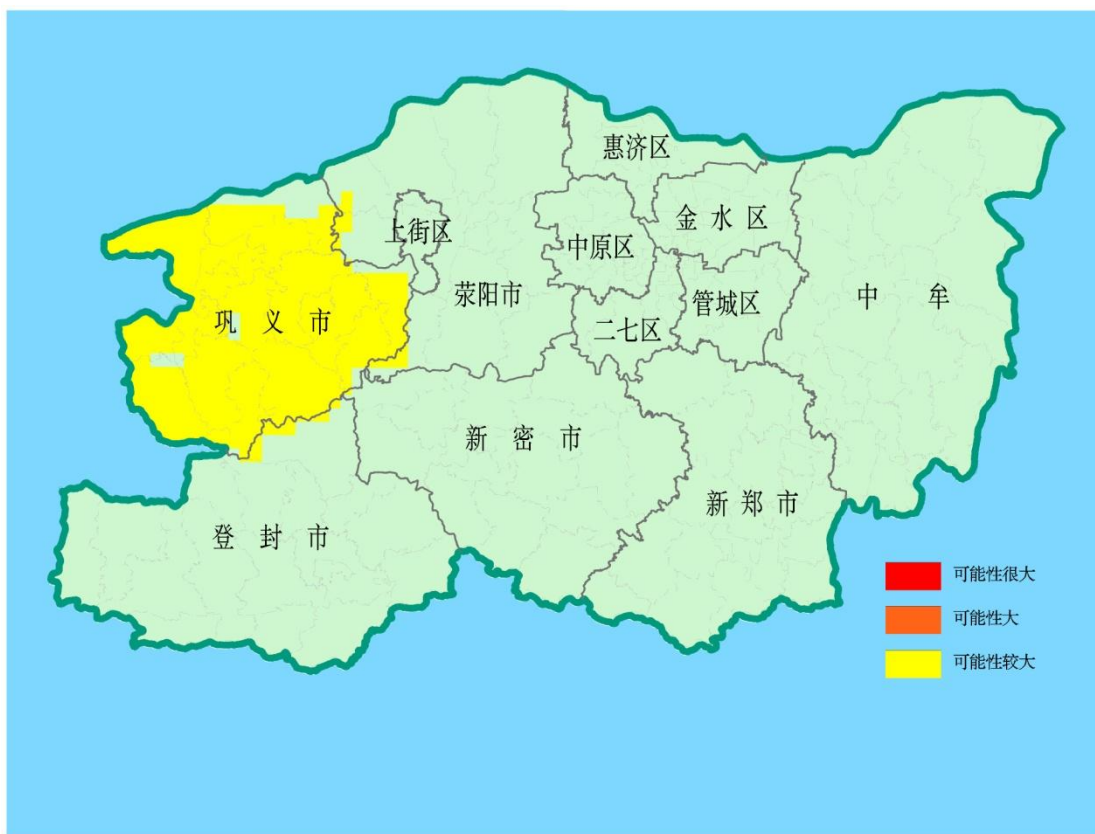 惠济区
金水区
上街区
中原区
中牟
荥阳市
管城区
巩义市
二七区
新密市
新郑市
登封市
可能性很大
可能性大
可能性较大